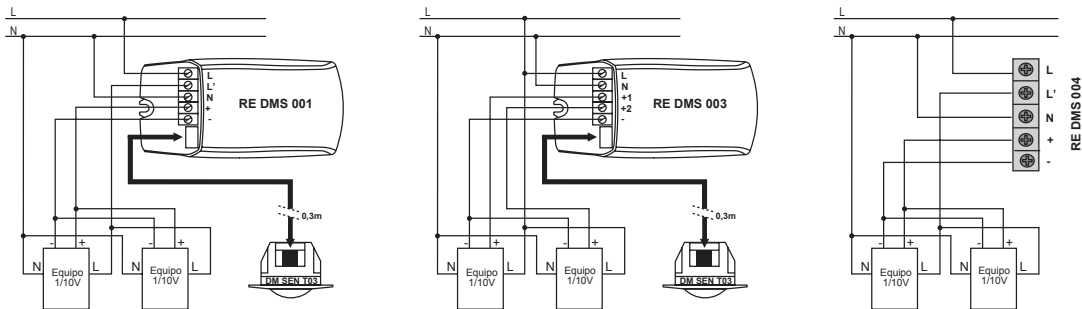 L
N
L
L'
N
+
-
RE DMS 001
0,3m
- +
- +
N
Equipo
1/10V
L
N
Equipo
1/10V
L
DM SEN T03
L
N
L
N
+1
+2
-
RE DMS 003
0,3m
- +
- +
N
Equipo
1/10V
L
N
Equipo
1/10V
L
DM SEN T03
L
N
L
L'
N
+
-
RE DMS 004
- +
- +
N
Equipo
1/10V
L
N
Equipo
1/10V
L